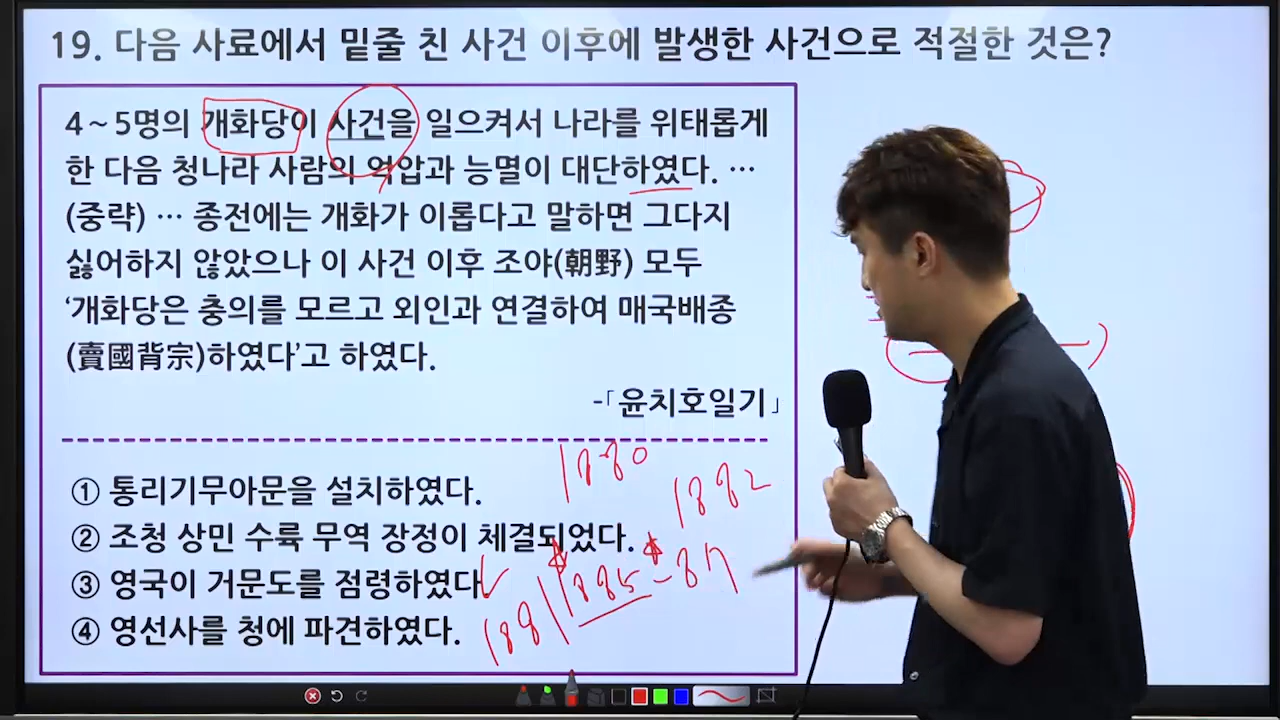 19. 다음 사료에서 밑줄 친 사건 이후에 발생한 사건으로 적절한 것은?
4~5명의 개화당이 사건을 일으켜서 나라를 위태롭게
한 다음 청나라 사람의 억압과 능멸이 대단하였다. …
(중략) … 종전에는 개화가 이롭다고 말하면 그다지
싫어하지 않았으나 이 사건 이후 조야(朝野) 모두
‘개화당은 충의를 모르고 외인과 연결하여 매국배종
(賣國背宗)하였다’고 하였다.
-「윤치호일기」
① 통리기무아문을 설치하였다. 1880
② 조청 상민 수륙 무역 장정이 체결되었다. 1882
③ 영국이 거문도를 점령하였다 1885-87
④ 영선사를 청에 파견하였다. 1881